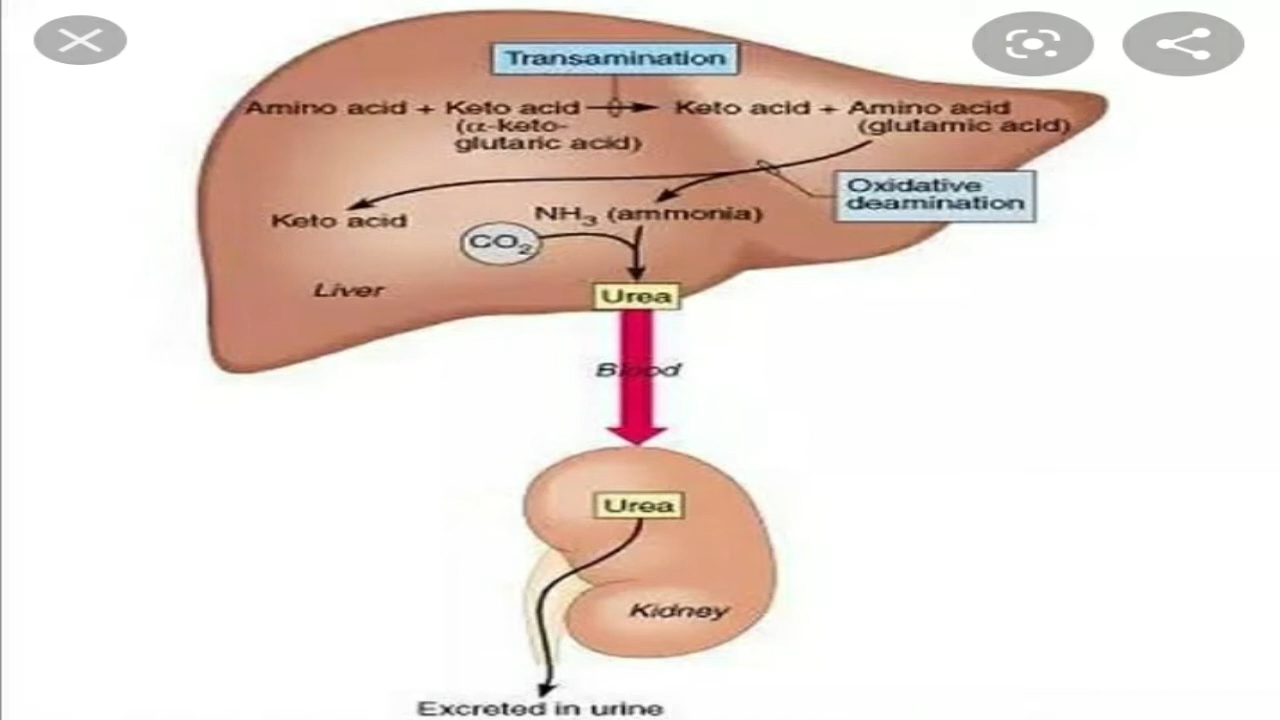 Transamination
Amino acid + Keto acid → Keto acid + Amino acid
(α-keto- (glutamic acid)
glutaric acid)
Oxidative
deamination
Keto acid
NH₃ (ammonia)
CO₂
Liver
Urea
Blood
Urea
Kidney
Excreted in urine